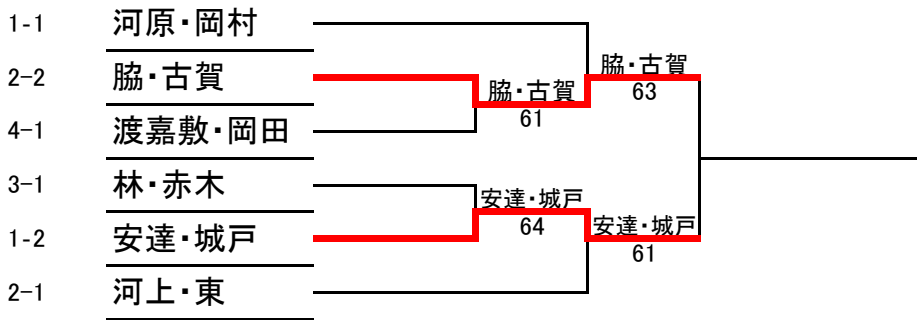 1-1 河原・岡村
2-2 脇・古賀
脇・古賀
63
脇・古賀
61
4-1 渡嘉敷・岡田
3-1 林・赤木
安達・城戸
64
1-2 安達・城戸
安達・城戸
61
2-1 河上・東